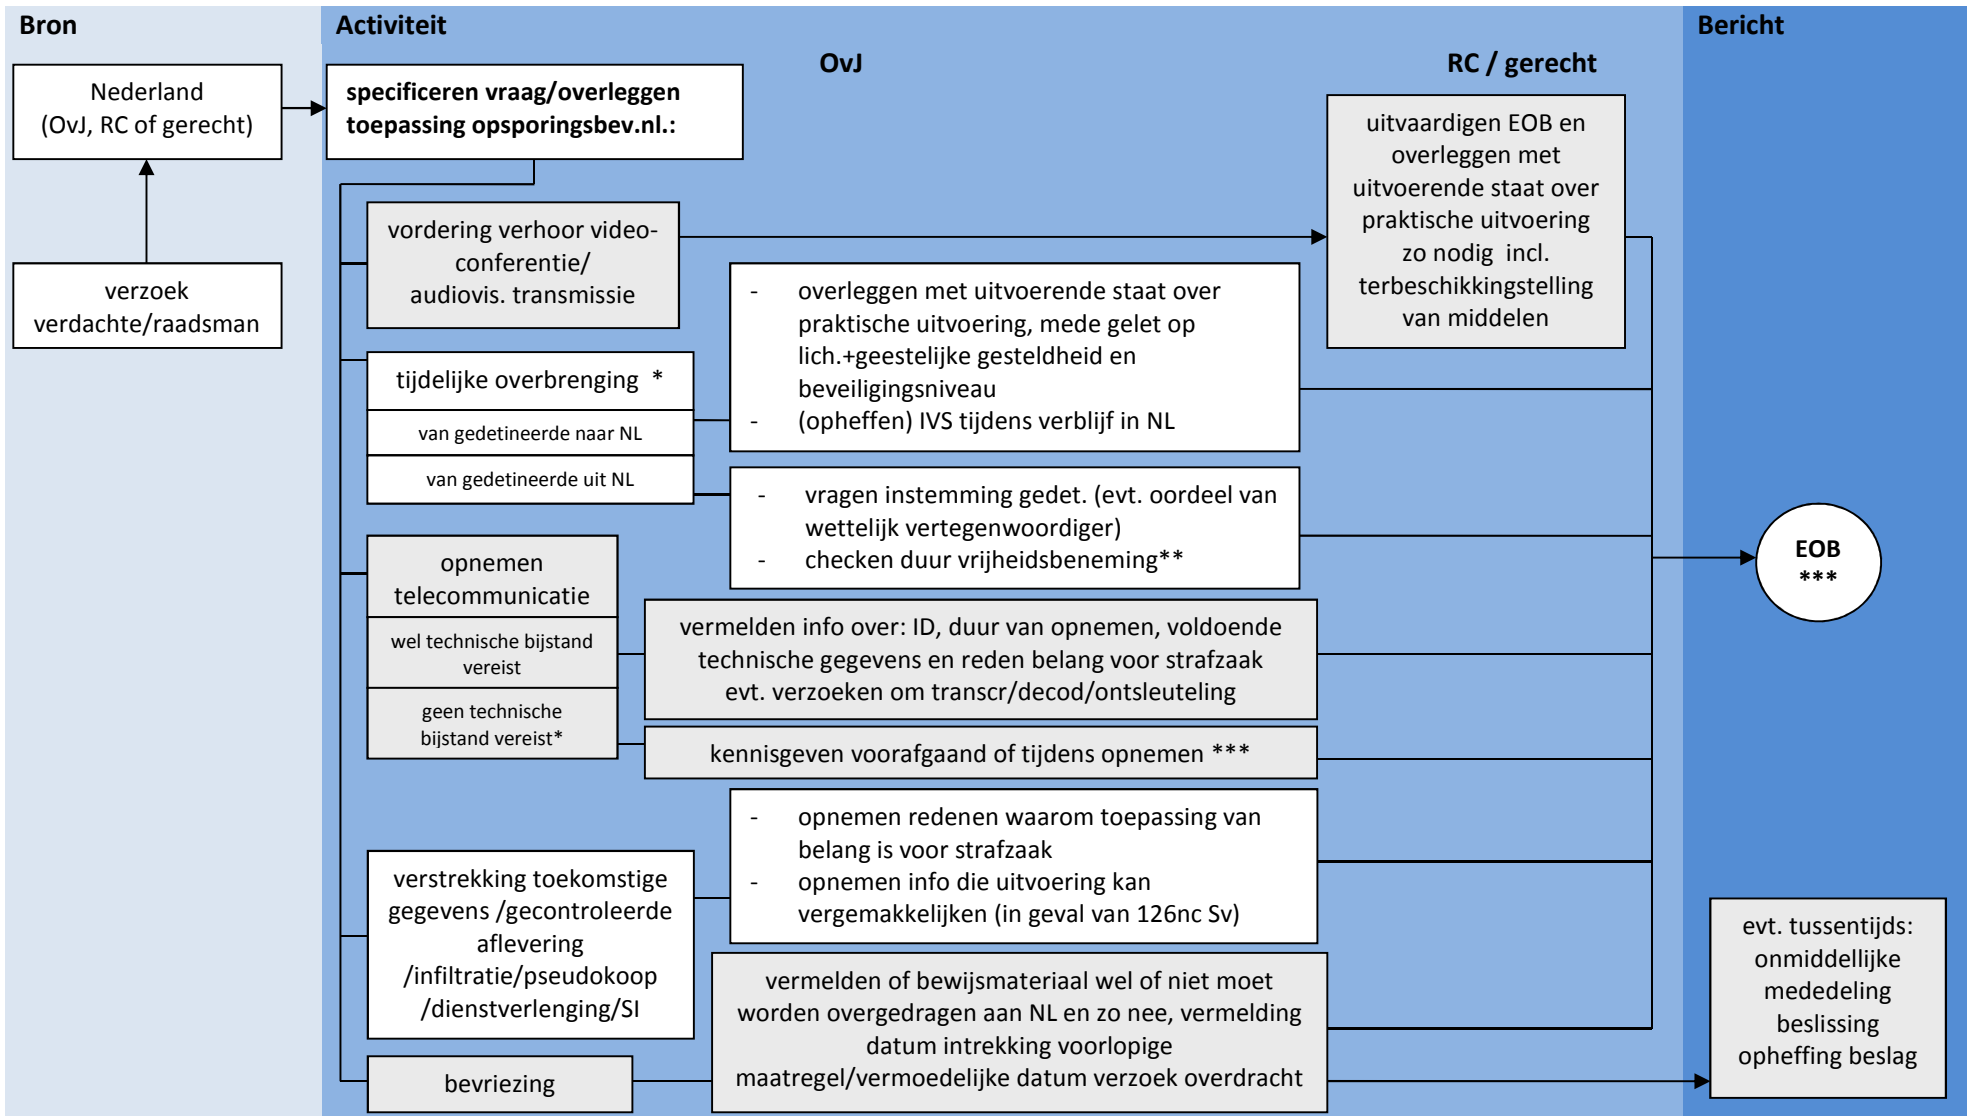 Bron
Activiteit
Bericht
OvJ
RC / gerecht
Nederland
(OvJ, RC of gerecht)
verzoek
verdachte/raadsman
specificeren vraag/overleggen
toepassing opsporingsbev.nl.:
vordering verhoor video-
conferentie/
audiovis. transmissie
uitvaardigen EOB en
overleggen met
uitvoerende staat over
praktische uitvoering
zo nodig  incl.
terbeschikkingstelling
van middelen
tijdelijke overbrenging  *
van gedetineerde naar NL
van gedetineerde uit NL
- overleggen met uitvoerende staat over
praktische uitvoering, mede gelet op
lich.+geestelijke gesteldheid en
beveiligingsniveau
- (opheffen) IVS tijdens verblijf in NL
- vragen instemming gedet. (evt. oordeel van
wettelijk vertegenwoordiger)
- checken duur vrijheidsbeneming**
opnemen
telecommunicatie
wel technische bijstand
vereist
geen technische
bijstand vereist*
vermelden info over: ID, duur van opnemen, voldoende
technische gegevens en reden belang voor strafzaak
evt. verzoeken om transcr/decod/ontsleuteling
kennisgeven voorafgaand of tijdens opnemen ***
EOB
***
verstrekking toekomstige
gegevens /gecontroleerde
aflevering
/infiltratie/pseudokoop
/dienstverlenging/SI
- opnemen redenen waarom toepassing van
belang is voor strafzaak
- opnemen info die uitvoering kan
vergemakkelijken (in geval van 126nc Sv)
bevriezing
vermelden of bewijsmateriaal wel of niet moet
worden overgedragen aan NL en zo nee, vermelding
datum intrekking voorlopige
maatregel/vermoedelijke datum verzoek overdracht
evt. tussentijds:
onmiddellijke
mededeling
beslissing
opheffing beslag